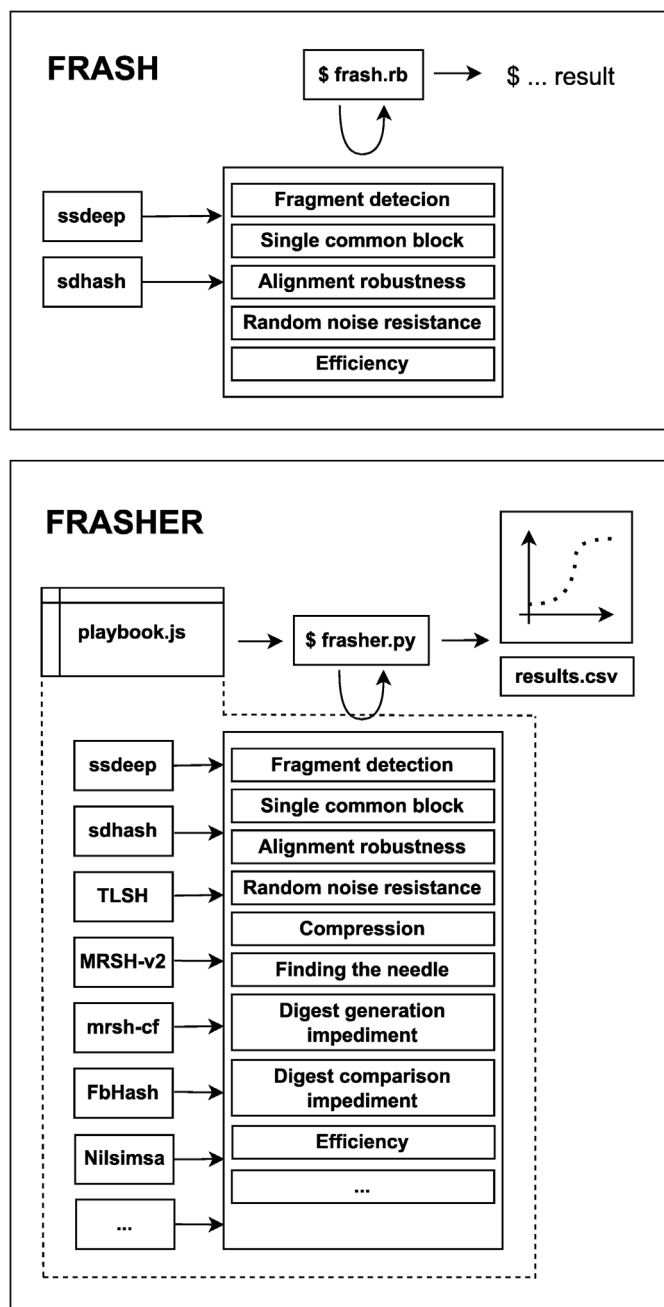 FRASH
$ frash.rb
$ ... result
ssdeep
sdhash
Fragment detecion
Single common block
Alignment robustness
Random noise resistance
Efficiency
FRASHER
playbook.js
$ frasher.py
results.csv
ssdeep
sdhash
TLSH
MRSH-v2
mrsh-cf
FbHash
Nilsimsa
...
Fragment detection
Single common block
Alignment robustness
Random noise resistance
Compression
Finding the needle
Digest generation
impediment
Digest comparison
impediment
Efficiency
...